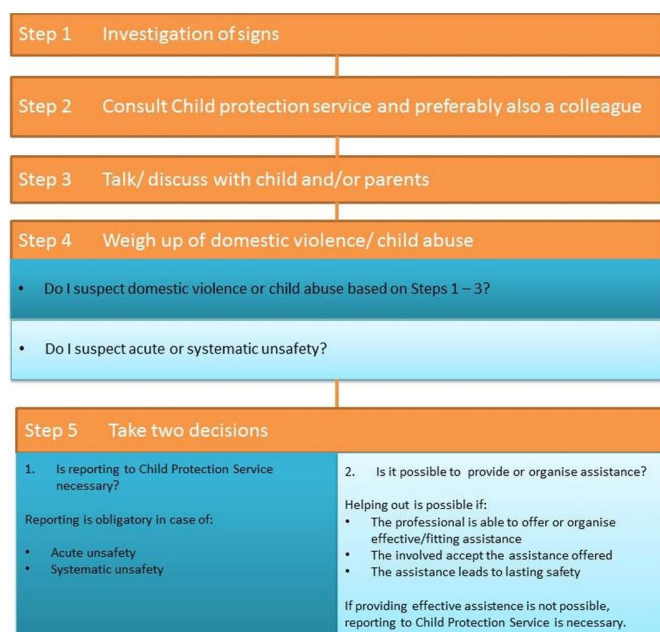 Step 1 Investigation of signs
Step 2 Consult Child protection service and preferably also a colleague
Step 3 Talk/ discuss with child and/or parents
Step 4 Weigh up of domestic violence/ child abuse
• Do I suspect domestic violence or child abuse based on Steps 1 – 3?
• Do I suspect acute or systematic unsafety?
Step 5 Take two decisions
1. Is reporting to Child Protection Service
necessary?
Reporting is obligatory in case of:
• Acute unsafety
• Systematic unsafety
2. Is it possible to provide or organise assistance?
Helping out is possible if:
• The professional is able to offer or organise
effective/fitting assistance
• The involved accept the assistance offered
• The assistance leads to lasting safety
If providing effective assistence is not possible,
reporting to Child Protection Service is necessary.